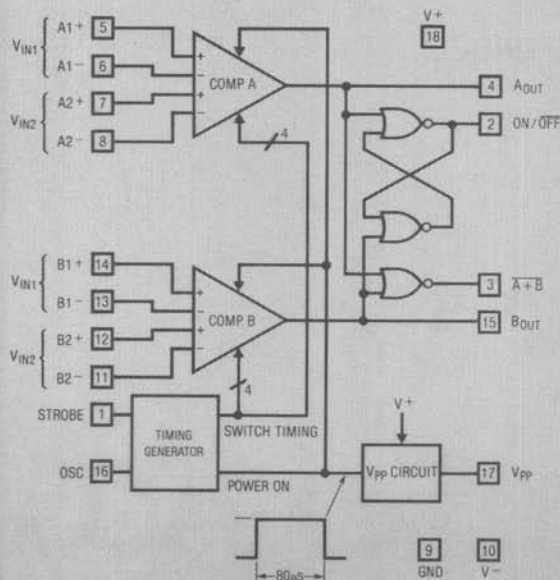 V+
18
VIN1 A1+ 5
A1- 6
VIN2 A2+ 7
A2- 8
+
-
+
-
COMP A
4
4 AOUT
2 ON/OFF
3 A+B
15 BOUT
VIN1 B1+ 14
B1- 13
VIN2 B2+ 12
B2- 11
+
-
+
-
COMP B
4
STROBE 1
OSC 16
TIMING
GENERATOR
SWITCH TIMING
POWER ON
V+
VPP CIRCUIT
17 VPP
80µs
9
GND
10
V-